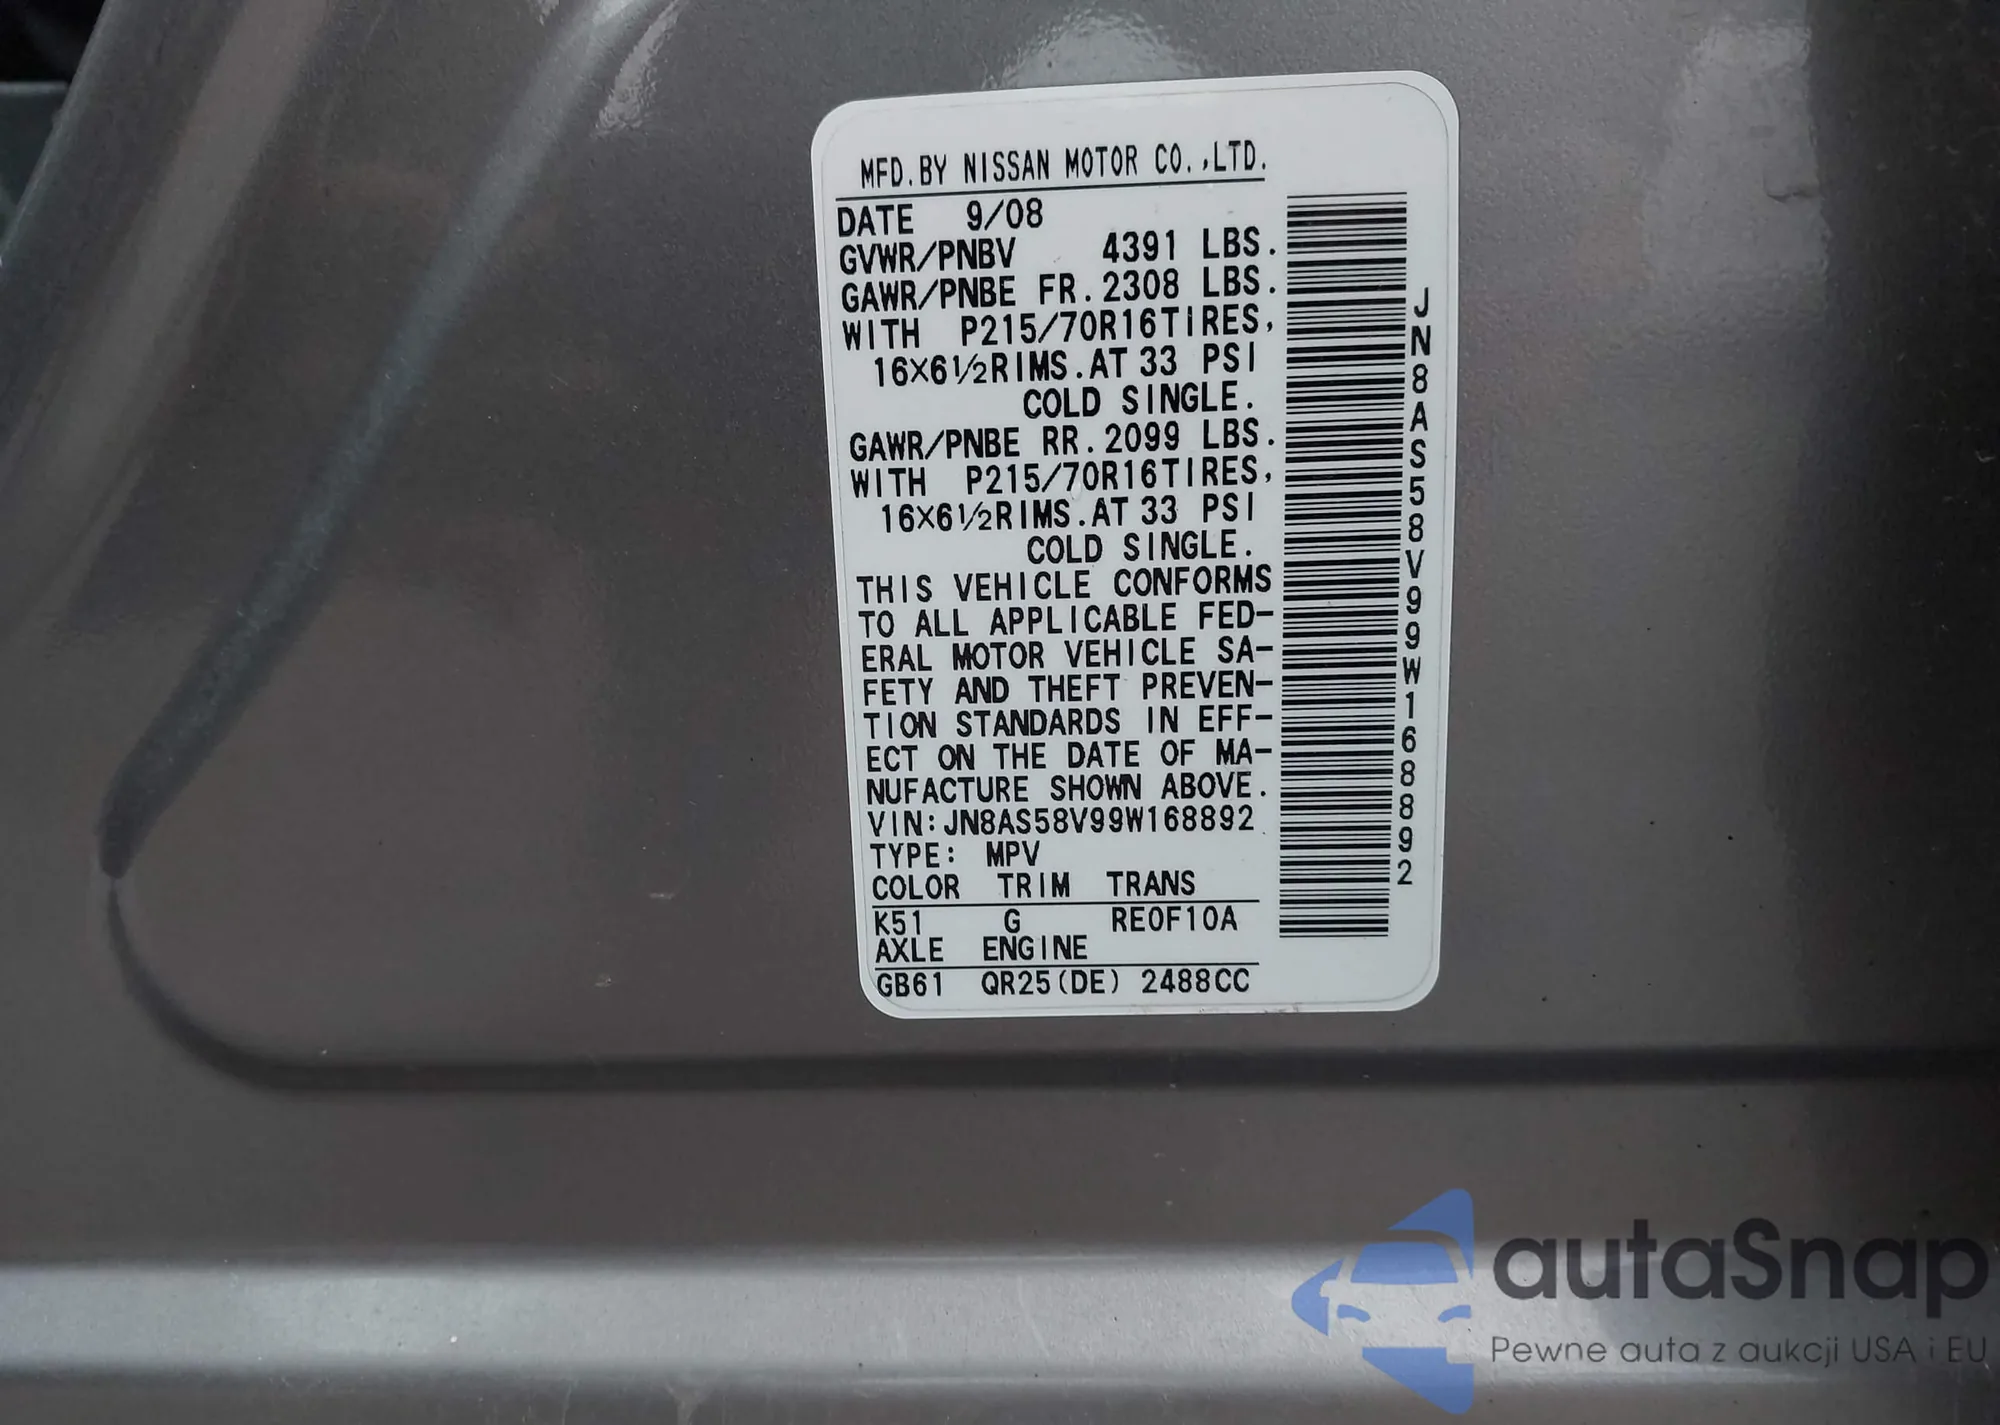 MFD.BY NISSAN MOTOR CO.,LTD.
DATE 9/08
GVWR/PNBV 4391 LBS.
GAWR/PNBE FR.2308 LBS.
WITH P215/70R16TIRES,
16×6½RIMS.AT 33 PSI
COLD SINGLE.
GAWR/PNBE RR.2099 LBS.
WITH P215/70R16TIRES,
16×6½RIMS.AT 33 PSI
COLD SINGLE.
THIS VEHICLE CONFORMS
TO ALL APPLICABLE FED-
ERAL MOTOR VEHICLE SA-
FETY AND THEFT PREVEN-
TION STANDARDS IN EFF-
ECT ON THE DATE OF MA-
NUFACTURE SHOWN ABOVE.
VIN:JN8AS58V99W168892
TYPE: MPV
COLOR TRIM TRANS
K51 G RE0F10A
AXLE ENGINE
GB61 QR25(DE) 2488CC
JN8AS58V99W168892
autaSnap
Pewne auta z aukcji USA i EU